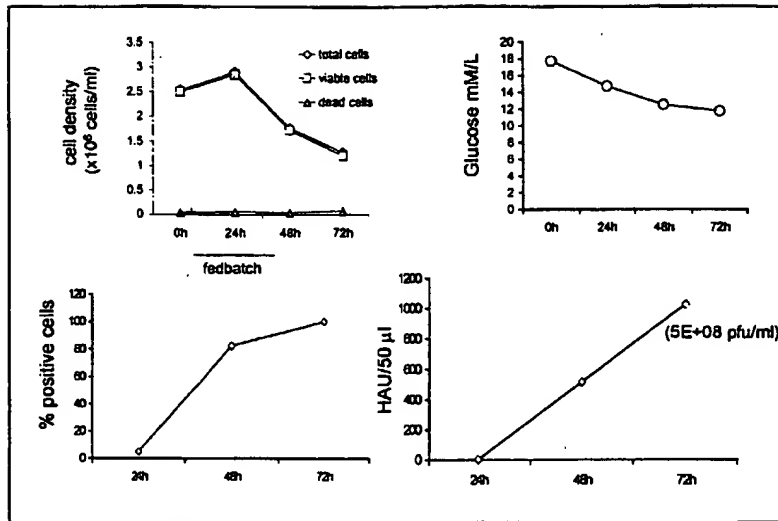 cell density
(x10⁶ cells/ml)
3.5
3
2.5
2
1.5
1
0.5
0
0h
24h
48h
72h
fedbatch
total cells
viable cells
dead cells
Glucose mM/L
20
18
16
14
12
10
8
6
4
2
0
0h
24h
48h
72h
% positive cells
120
100
80
60
40
20
0
24h
48h
72h
HAU/50 µl
1200
1000
800
600
400
200
0
24h
48h
72h
(5E+08 pfu/ml)